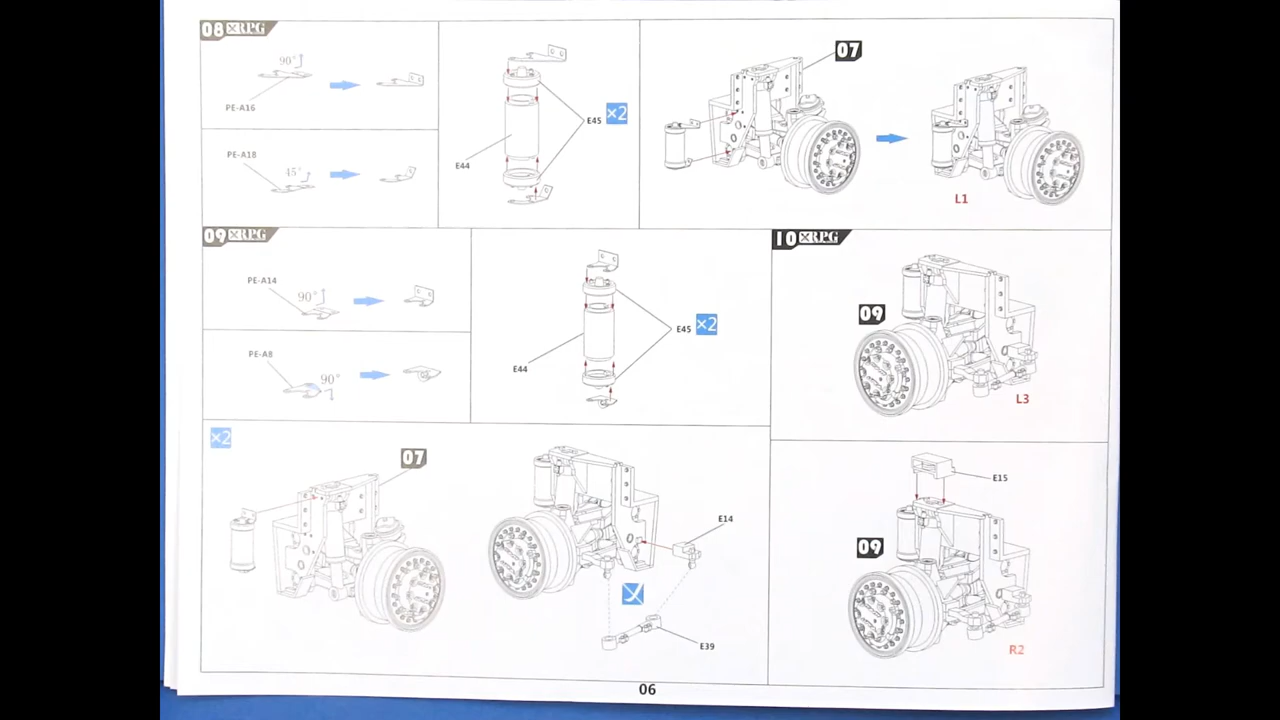 08 RPG
90°
PE-A16
PE-A18
45°
E45 ×2
E44
07
L1
09 RPG
PE-A14
90°
PE-A8
90°
E45 ×2
E44
×2
07
E14
E39
10 RPG
09
L3
E15
09
R2
06